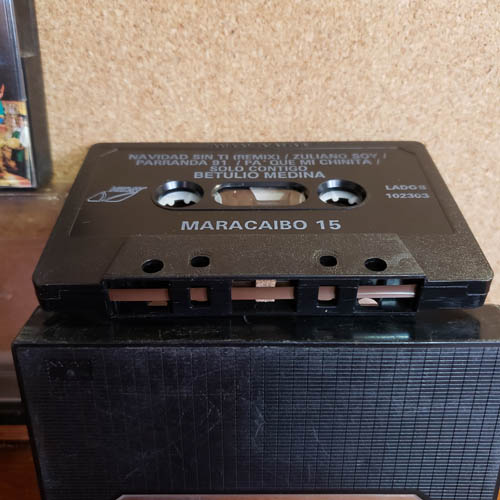 NAVIDAD SIN TI (REMIX) / ZULIANO SOY /
PARRANDA 91 / PA' QUE MI CHINITA /
SOLO CONTIGO
BETULIO MEDINA
LADO B
102303
MARACAIBO 15